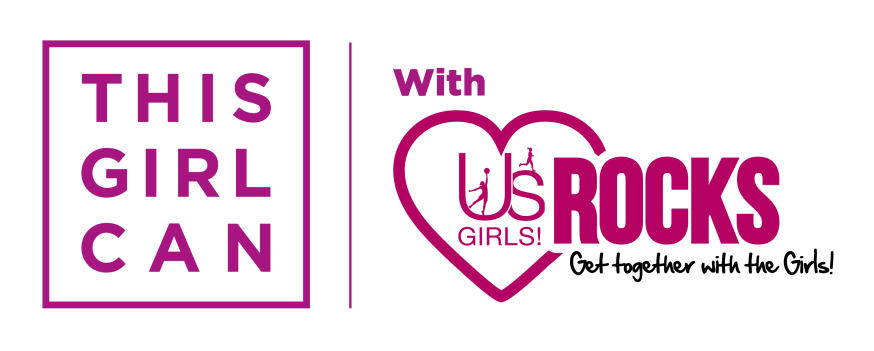 THIS
GIRL
CAN
With
Us
GIRLS!
ROCKS
Get together with the Girls!